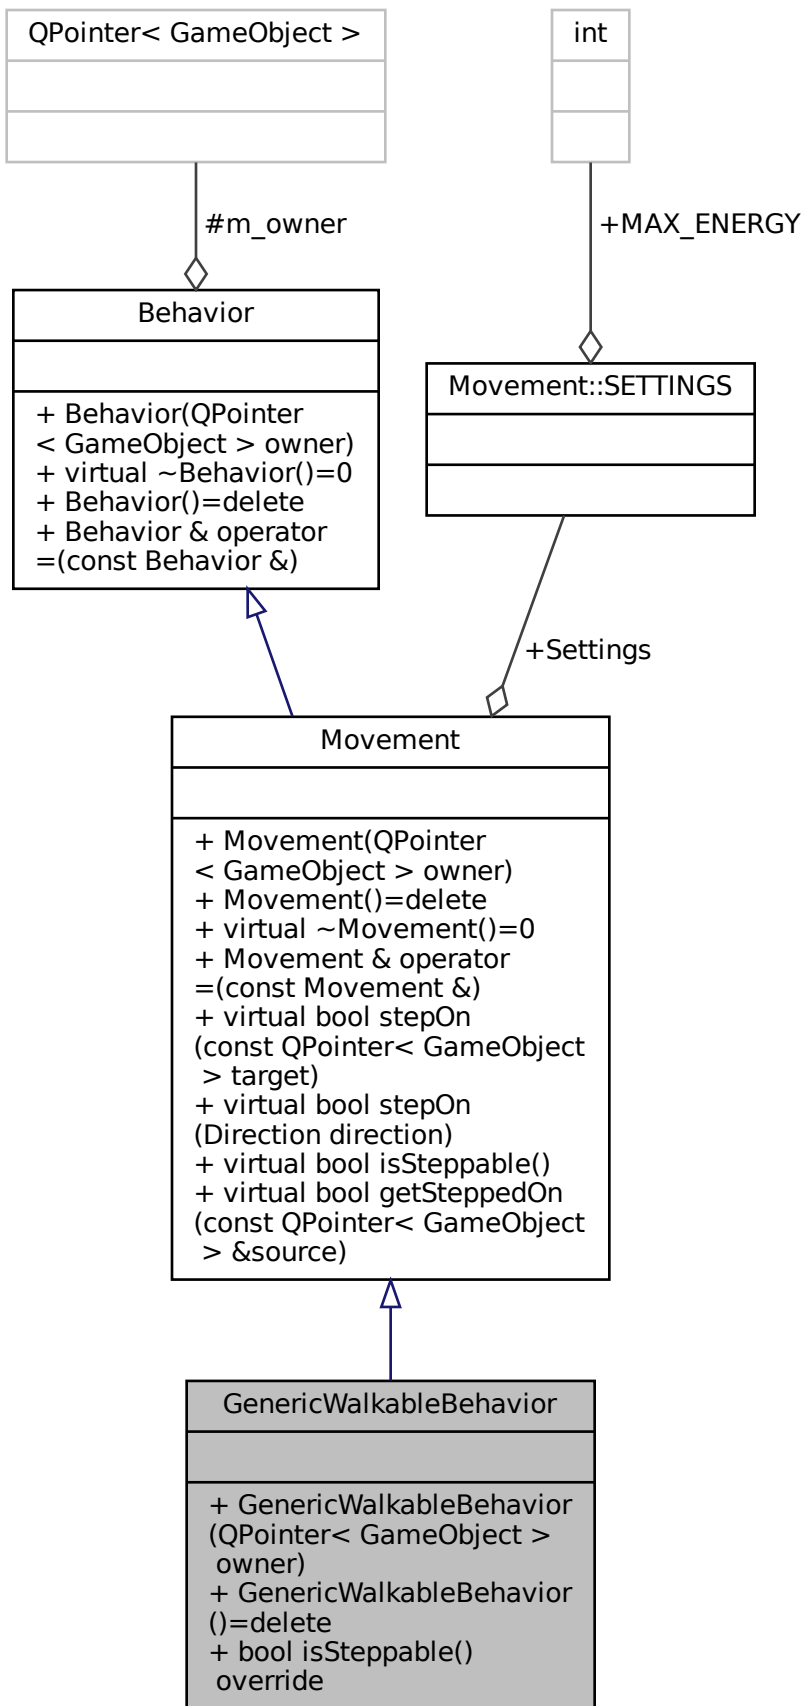 QPointer< GameObject >
int
#m_owner
+MAX_ENERGY
Behavior
+ Behavior(QPointer
< GameObject > owner)
+ virtual ~Behavior()=0
+ Behavior()=delete
+ Behavior & operator
=(const Behavior &)
Movement::SETTINGS
+Settings
Movement
+ Movement(QPointer
< GameObject > owner)
+ Movement()=delete
+ virtual ~Movement()=0
+ Movement & operator
=(const Movement &)
+ virtual bool stepOn
(const QPointer< GameObject
 > target)
+ virtual bool stepOn
(Direction direction)
+ virtual bool isSteppable()
+ virtual bool getSteppedOn
(const QPointer< GameObject
 > &source)
GenericWalkableBehavior
+ GenericWalkableBehavior
(QPointer< GameObject >
 owner)
+ GenericWalkableBehavior
()=delete
+ bool isSteppable()
 override